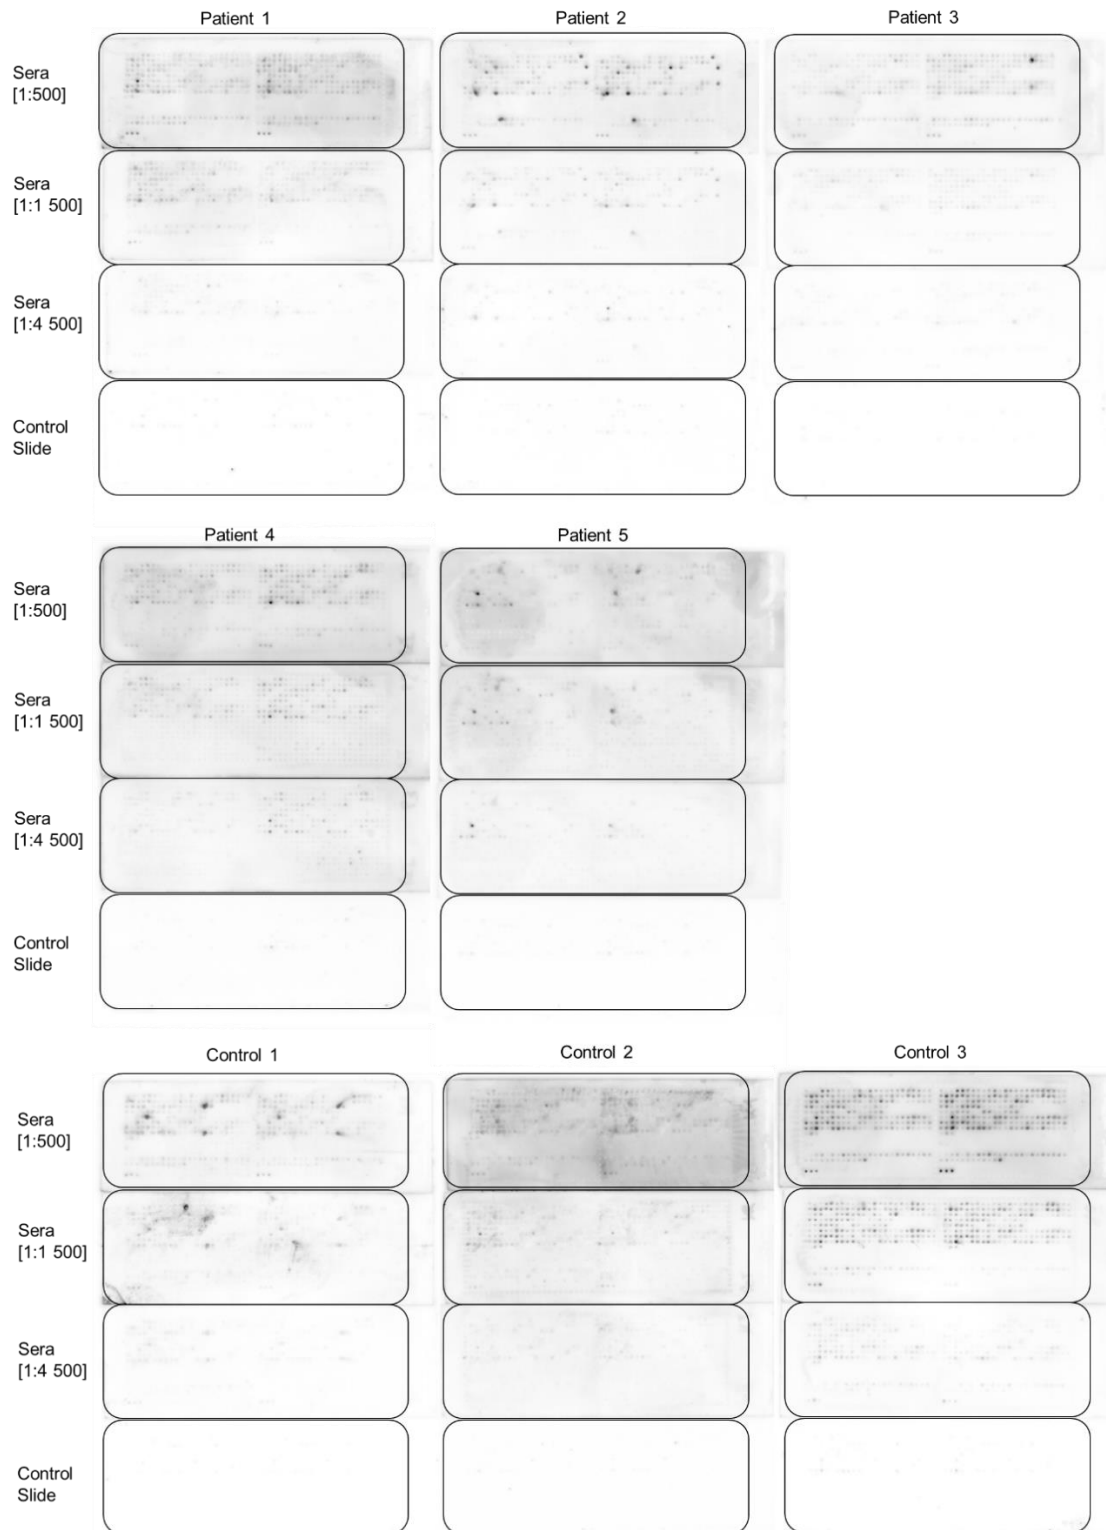 Patient 1
Patient 2
Patient 3
Sera
[1:500]
Sera
[1:1 500]
Sera
[1:4 500]
Control
Slide
Patient 4
Patient 5
Sera
[1:500]
Sera
[1:1 500]
Sera
[1:4 500]
Control
Slide
Control 1
Control 2
Control 3
Sera
[1:500]
Sera
[1:1 500]
Sera
[1:4 500]
Control
Slide